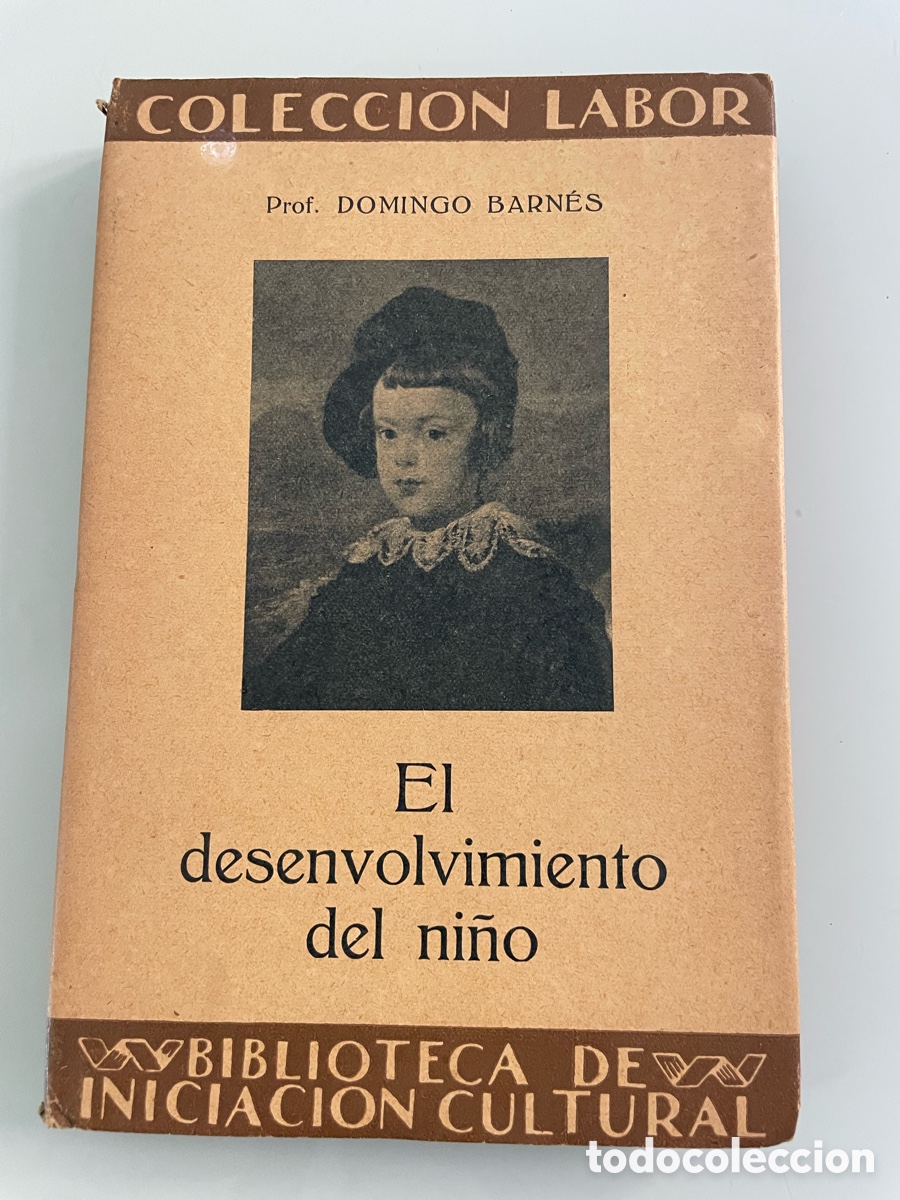 COLECCION LABOR
Prof. DOMINGO BARNÉS
El
desenvolvimiento
del niño
BIBLIOTECA DE
INICIACION CULTURAL
todocoleccion